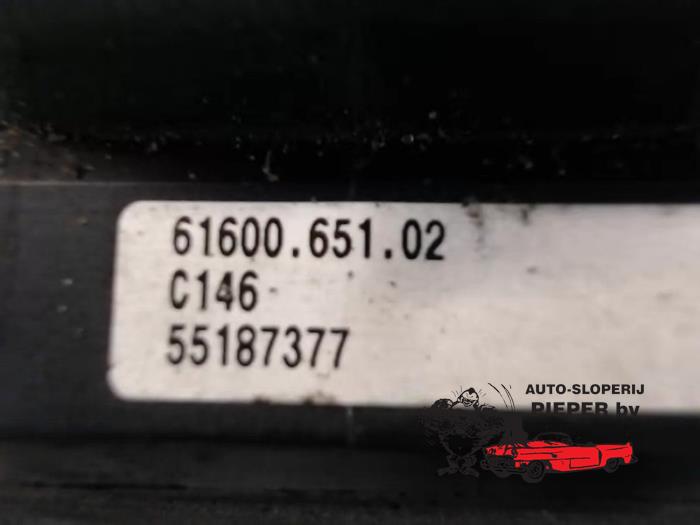 61600.651.02
C146
55187377
AUTO-SLOPERIJ
PIEPER bv